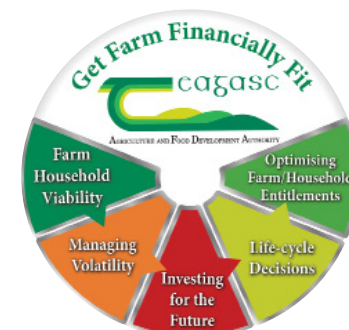 Get Farm Financially Fit
eagasc
AGRICULTURE AND FOOD DEVELOPMENT AUTHORITY
Farm
Household
Viability
Managing
Volatility
Investing
for the
Future
Life-cycle
Decisions
Optimising
Farm/Household
Entitlements